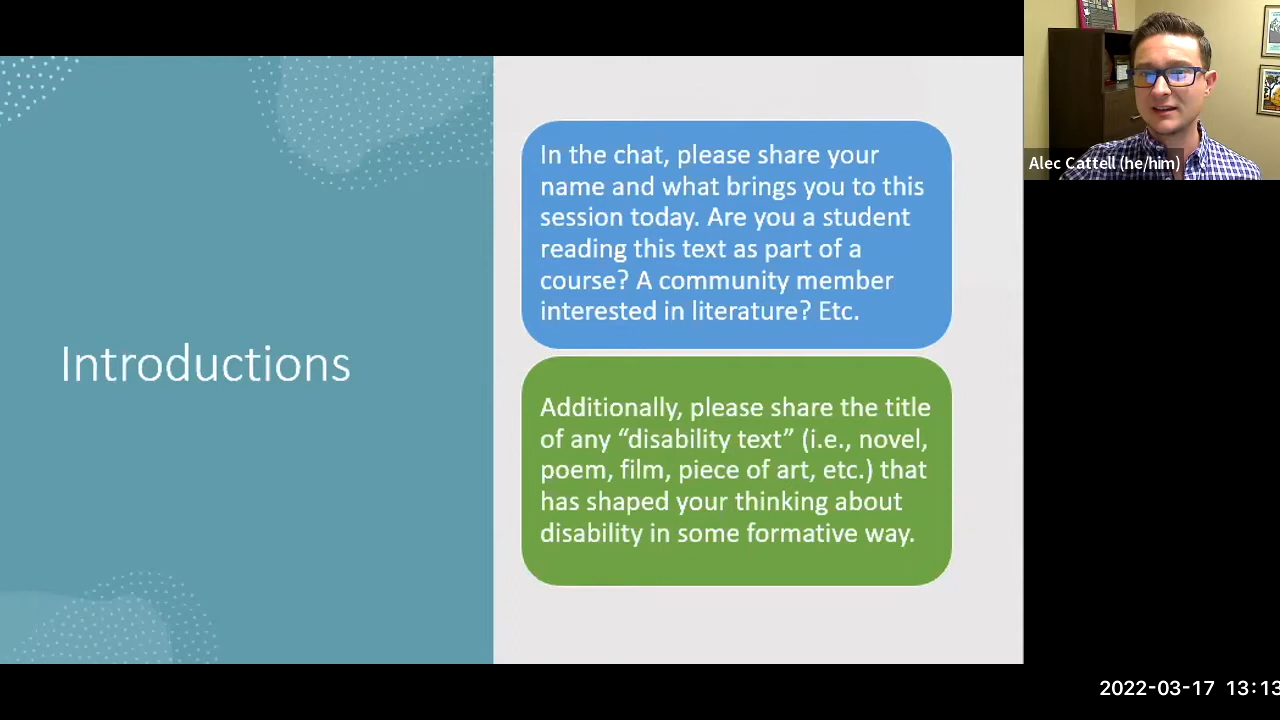 Introductions
In the chat, please share your
name and what brings you to this
session today. Are you a student
reading this text as part of a
course? A community member
interested in literature? Etc.
Additionally, please share the title
of any “disability text” (i.e., novel,
poem, film, piece of art, etc.) that
has shaped your thinking about
disability in some formative way.
Alec Cattell (he/him)
2022-03-17 13:13